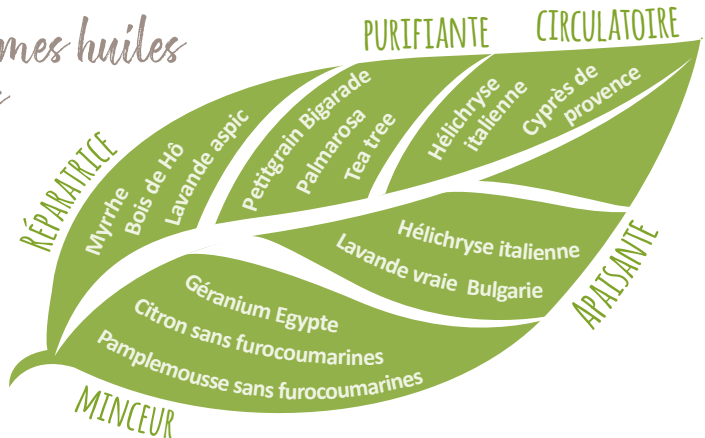 mes huiles
PURIFIANTE
CIRCULATOIRE
RÉPARATRICE
Myrrhe
Bois de Hô
Lavande aspic
Petitgrain Bigarade
Palmarosa
Tea tree
Hélichryse
italienne
Cyprès de
provence
APAISANTE
Hélichryse italienne
Lavande vraie Bulgarie
Géranium Egypte
Citron sans furocoumarines
Pamplemousse sans furocoumarines
MINCEUR